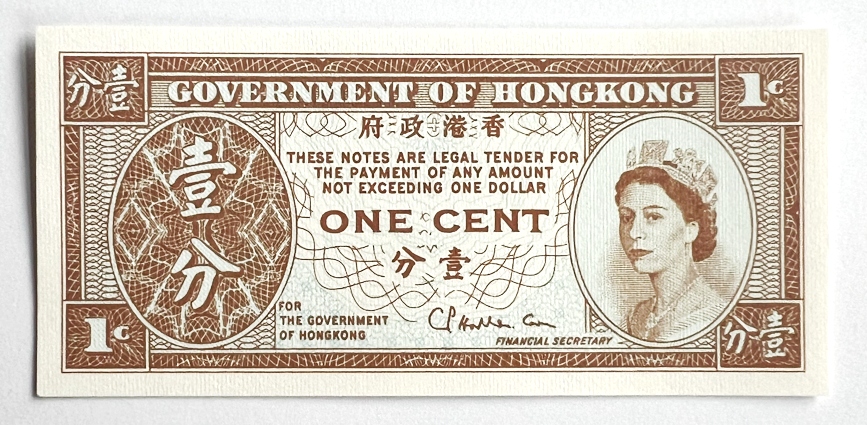 分壹
1C
GOVERNMENT OF HONGKONG
府政港香
THESE NOTES ARE LEGAL TENDER FOR
THE PAYMENT OF ANY AMOUNT
NOT EXCEEDING ONE DOLLAR
壹分
ONE CENT
分壹
FOR
THE GOVERNMENT
OF HONGKONG
FINANCIAL SECRETARY
1C
分壹